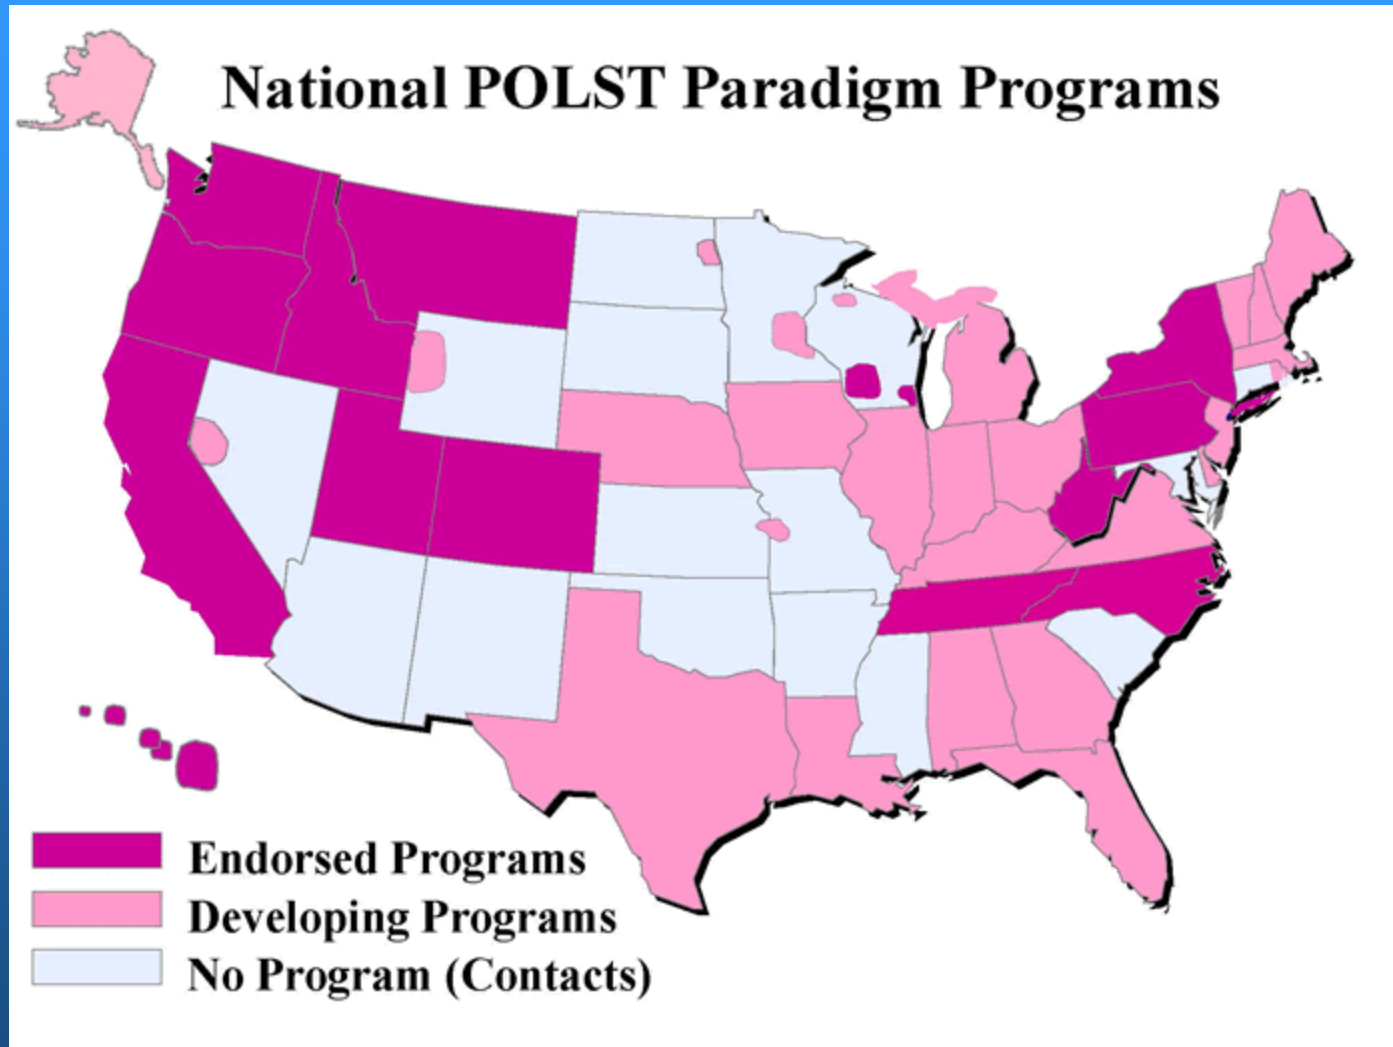 National POLST Paradigm Programs
Endorsed Programs
Developing Programs
No Program (Contacts)